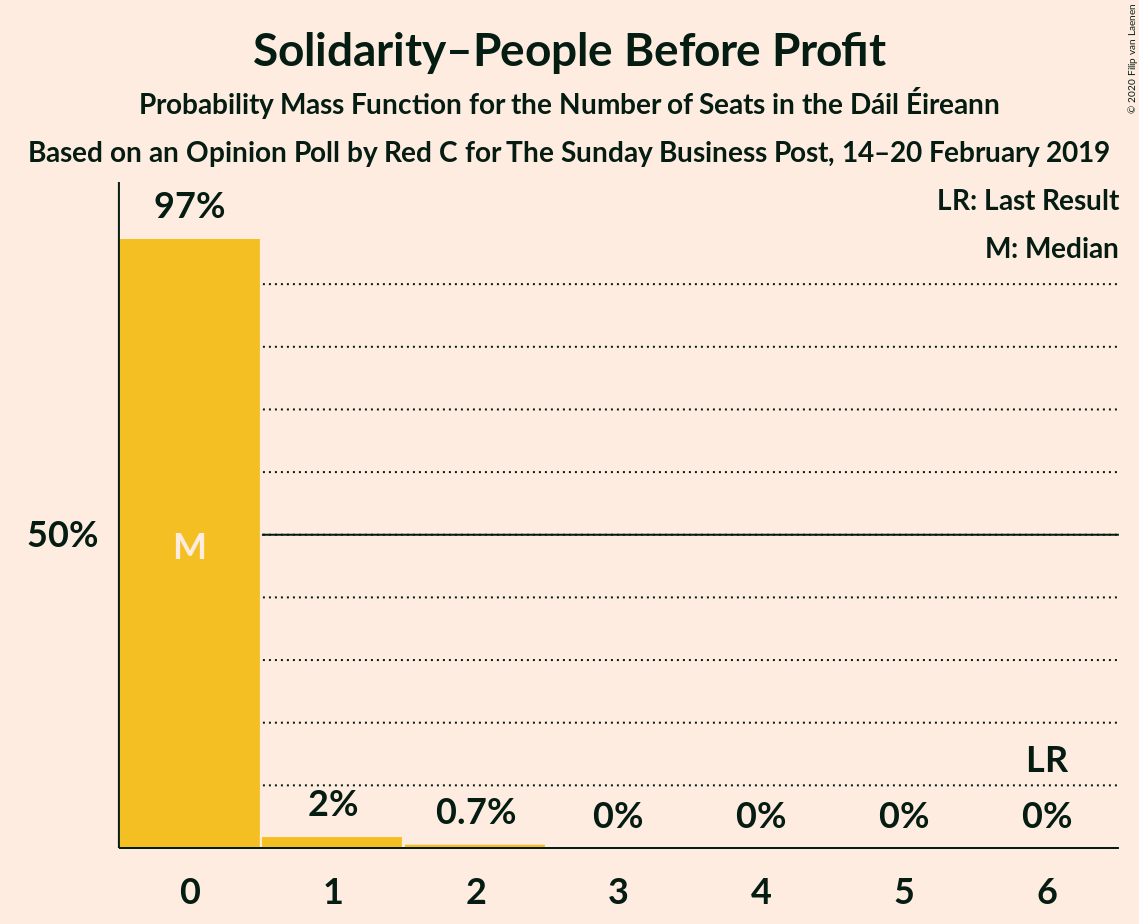 Solidarity–People Before Profit
Probability Mass Function for the Number of Seats in the Dáil Éireann
Based on an Opinion Poll by Red C for The Sunday Business Post, 14–20 February 2019
© 2020 Filip van Laenen
LR: Last Result
M: Median
97%
50%
M
LR
2%
0.7%
0%
0%
0%
0%
0 1 2 3 4 5 6